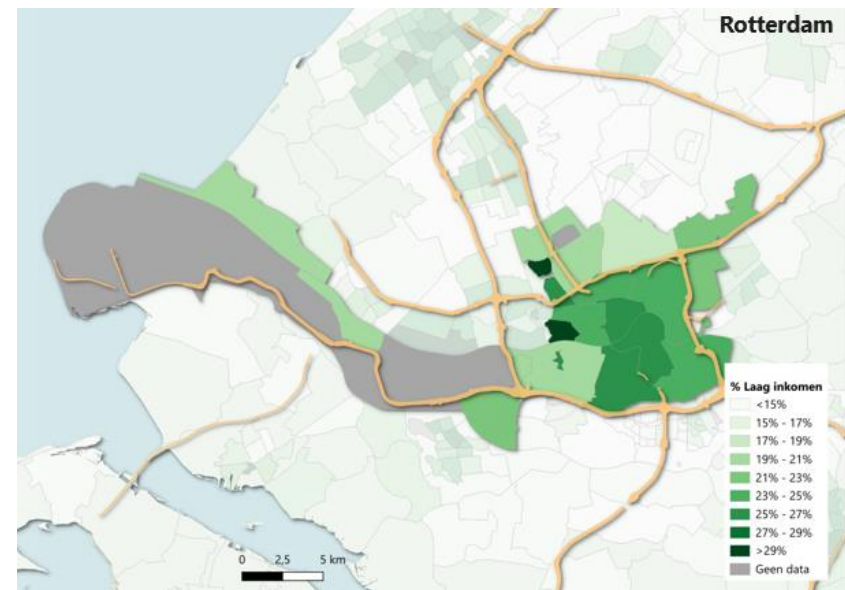 Rotterdam
% Laag inkomen
<15%
15% - 17%
17% - 19%
19% - 21%
21% - 23%
23% - 25%
25% - 27%
27% - 29%
>29%
Geen data
0 2,5 5 km